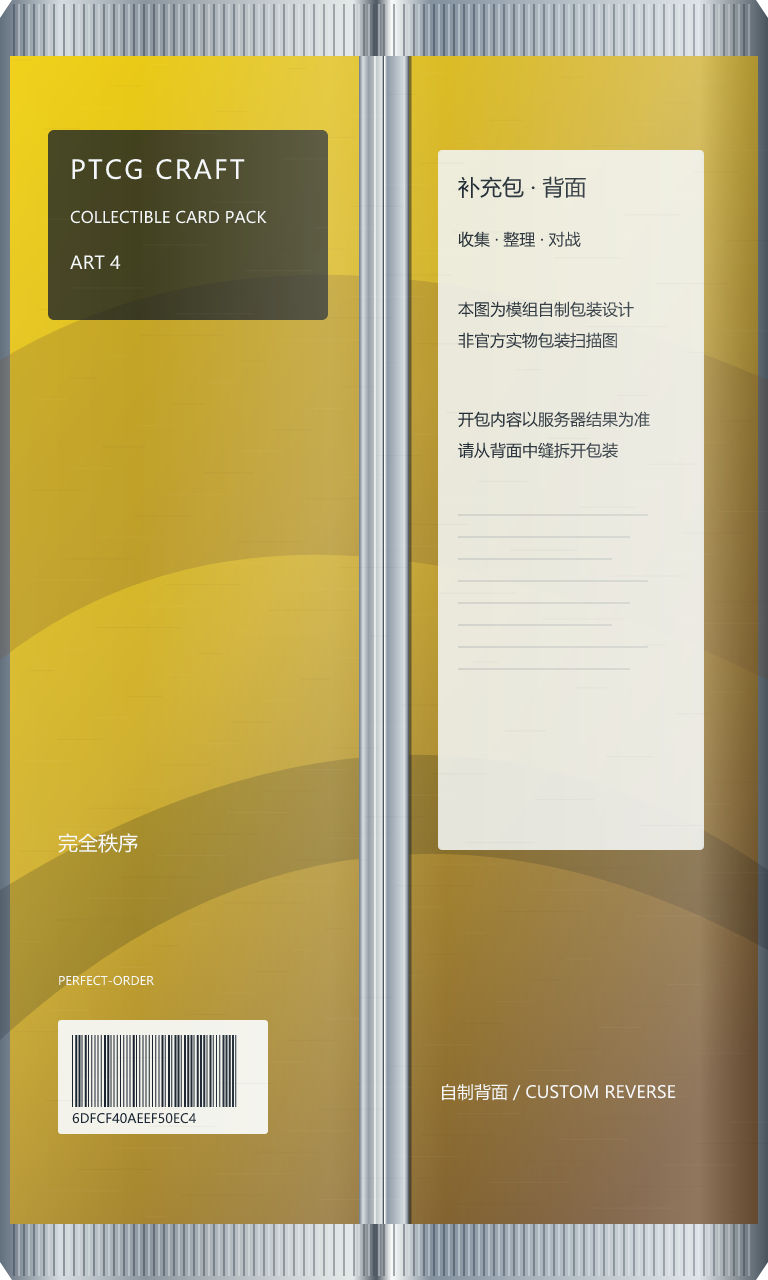 PTCG CRAFT
COLLECTIBLE CARD PACK
ART 4
完全秩序
PERFECT-ORDER
6DFCF40AEEF50EC4
补充包 · 背面
收集 · 整理 · 对战
本图为模组自制包装设计
非官方实物包装扫描图
开包内容以服务器结果为准
请从背面中缝拆开包装
自制背面 / CUSTOM REVERSE